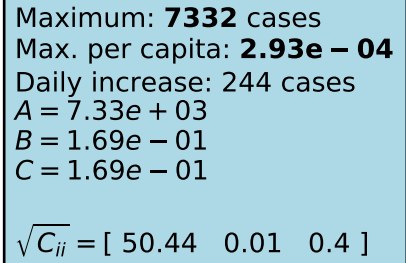 Maximum: 7332 cases
Max. per capita: 2.93e − 04
Daily increase: 244 cases
A = 7.33e + 03
B = 1.69e − 01
C = 1.69e − 01
√C_ii = [ 50.44 0.01 0.4 ]